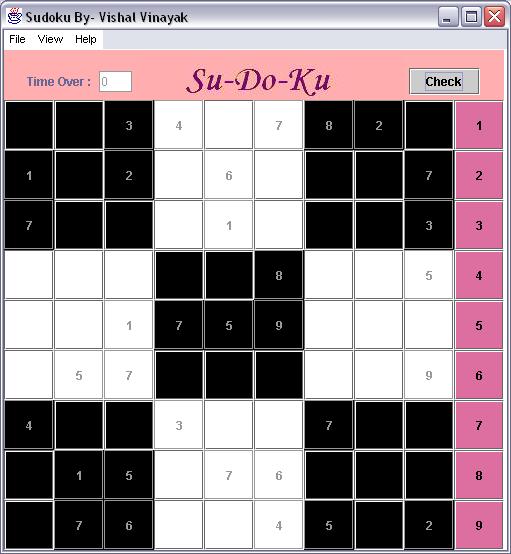 Sudoku By- Vishal Vinayak
File View Help
Time Over : 0 Su-Do-Ku Check
3 4 7 8 2 1
1 2 6 7 2
7 1 3 3
8 5 4
1 7 5 9 5
5 7 9 6
4 3 7 7
1 5 7 6 8
7 6 4 5 2 9